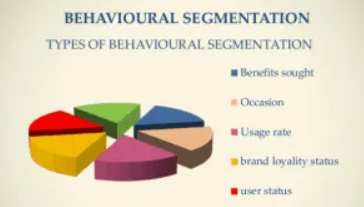 BEHAVIOURAL SEGMENTATION
TYPES OF BEHAVIOURAL SEGMENTATION
Benefits sought
Occasion
Usage rate
brand loyality status
user status